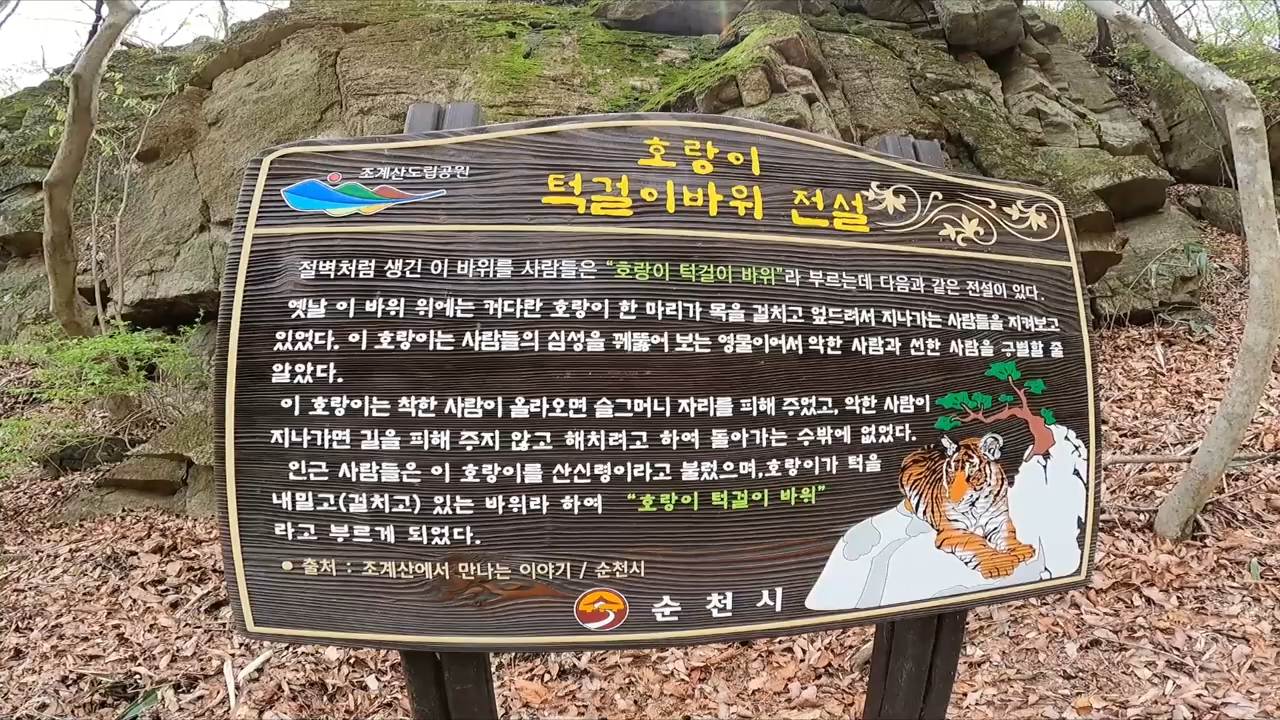 조계산도립공원
호랑이
턱걸이바위 전설
절벽처럼 생긴 이 바위를 사람들은 “호랑이 턱걸이 바위”라 부르는데 다음과 같은 전설이 있다.
옛날 이 바위 위에는 커다란 호랑이 한 마리가 목을 걸치고 엎드려서 지나가는 사람들을 지켜보고
있었다. 이 호랑이는 사람들의 심성을 꿰뚫어 보는 영물이어서 악한 사람과 선한 사람을 구별할 줄
알았다.
이 호랑이는 착한 사람이 올라오면 슬그머니 자리를 피해 주었고, 악한 사람이
지나가면 길을 피해 주지 않고 해치려고 하여 돌아가는 수밖에 없었다.
인근 사람들은 이 호랑이를 산신령이라고 불렀으며,호랑이가 턱을
내밀고(걸치고) 있는 바위라 하여 “호랑이 턱걸이 바위”
라고 부르게 되었다.
● 출처 : 조계산에서 만나는 이야기 / 순천시
순천시